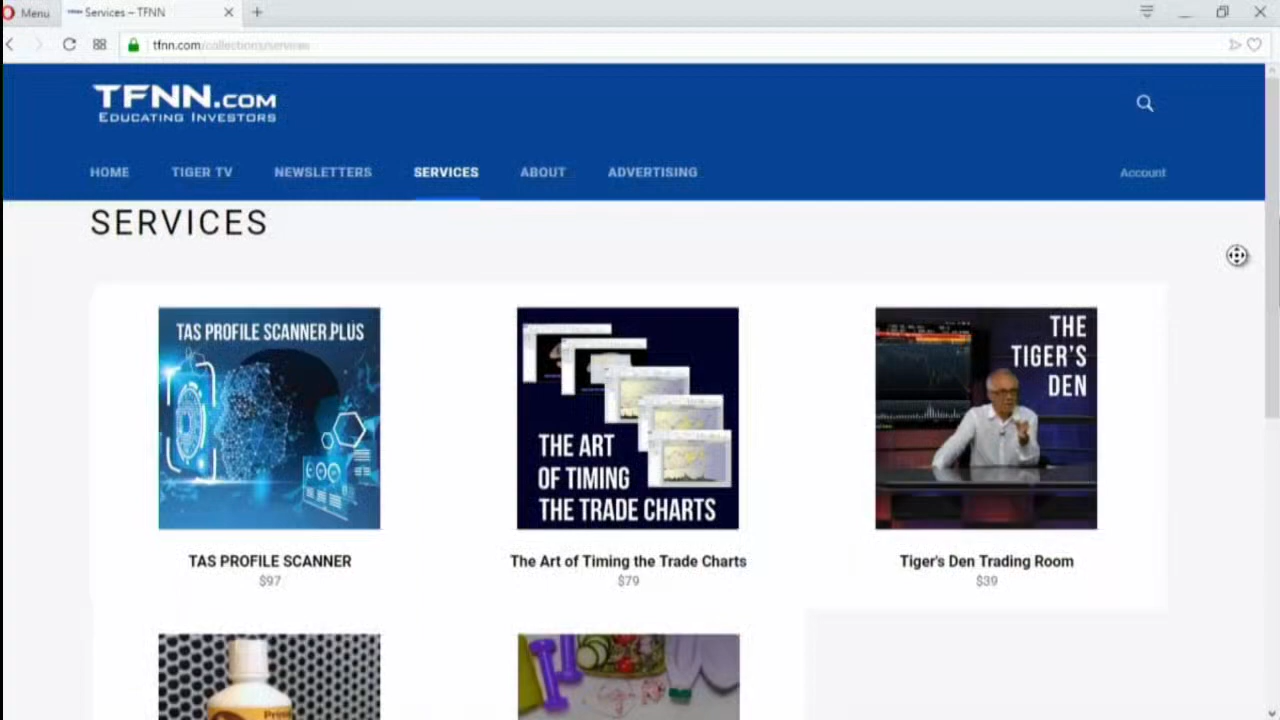 Menu
Services – TFNN
tfnn.com/collections/services
TFNN.COM
EDUCATING INVESTORS
HOME
TIGER TV
NEWSLETTERS
SERVICES
ABOUT
ADVERTISING
Account
SERVICES
TAS PROFILE SCANNER PLUS
THE ART
OF TIMING
THE TRADE CHARTS
THE
TIGER'S
DEN
TAS PROFILE SCANNER
The Art of Timing the Trade Charts
Tiger's Den Trading Room
$97
$79
$39